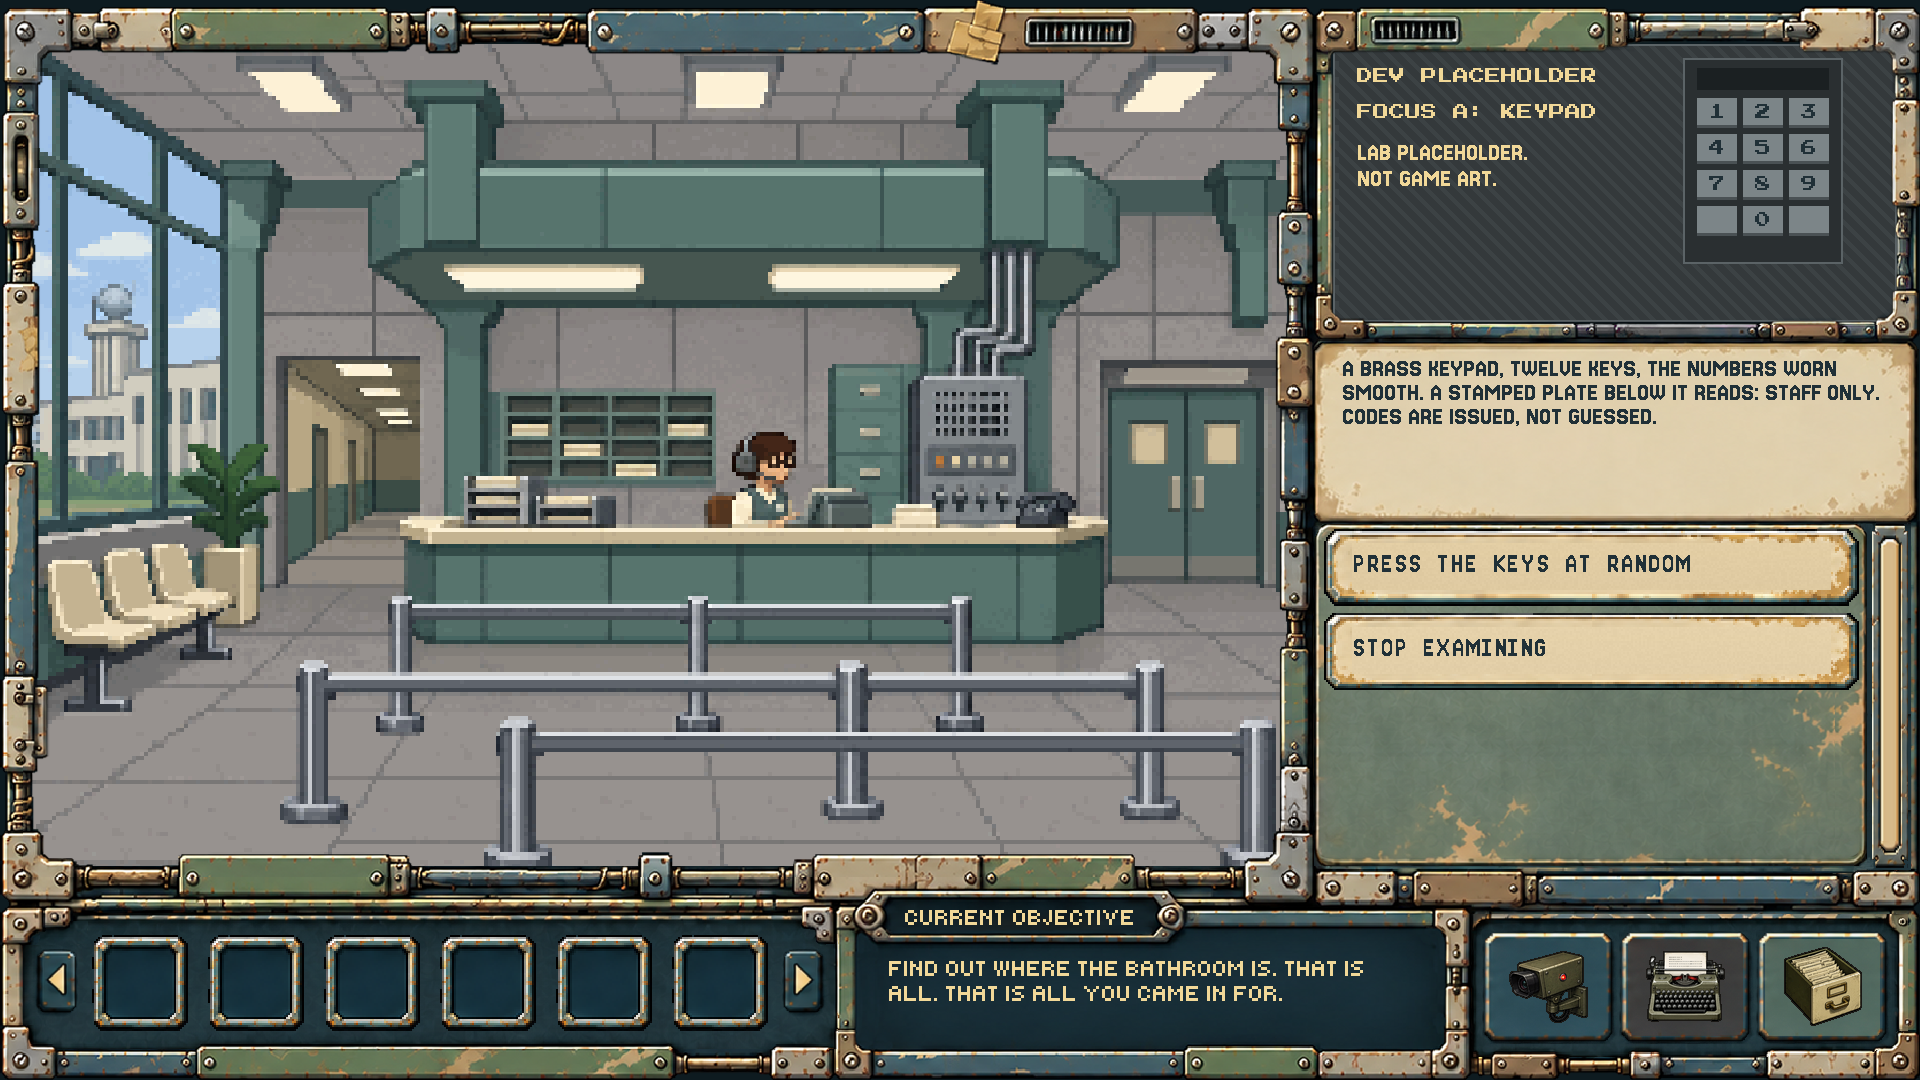 DEV PLACEHOLDER
FOCUS A: KEYPAD
LAB PLACEHOLDER.
NOT GAME ART.
1 2 3
4 5 6
7 8 9
0
A BRASS KEYPAD, TWELVE KEYS, THE NUMBERS WORN
SMOOTH. A STAMPED PLATE BELOW IT READS: STAFF ONLY.
CODES ARE ISSUED, NOT GUESSED.
PRESS THE KEYS AT RANDOM
STOP EXAMINING
CURRENT OBJECTIVE
FIND OUT WHERE THE BATHROOM IS. THAT IS
ALL. THAT IS ALL YOU CAME IN FOR.